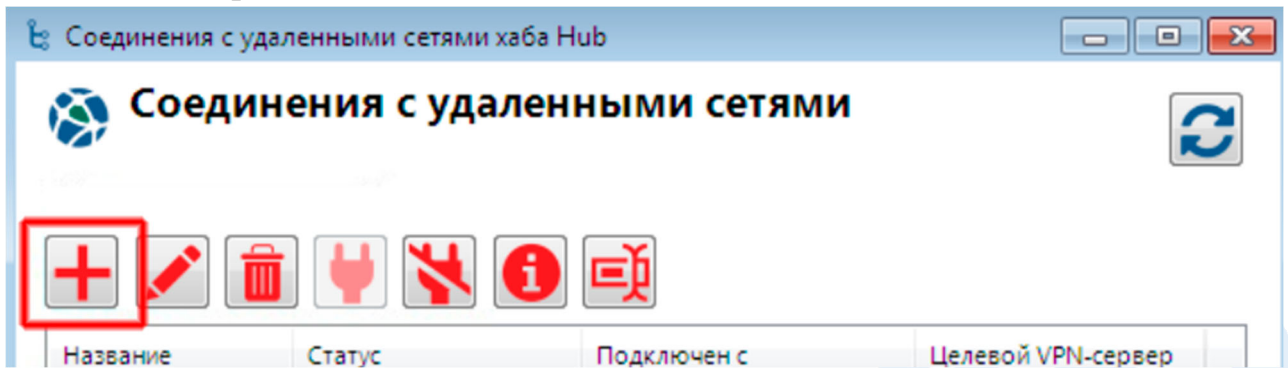 Соединения с удаленными сетями хаба Hub
Соединения с удаленными сетями
Название Статус Подключен с Целевой VPN-сервер